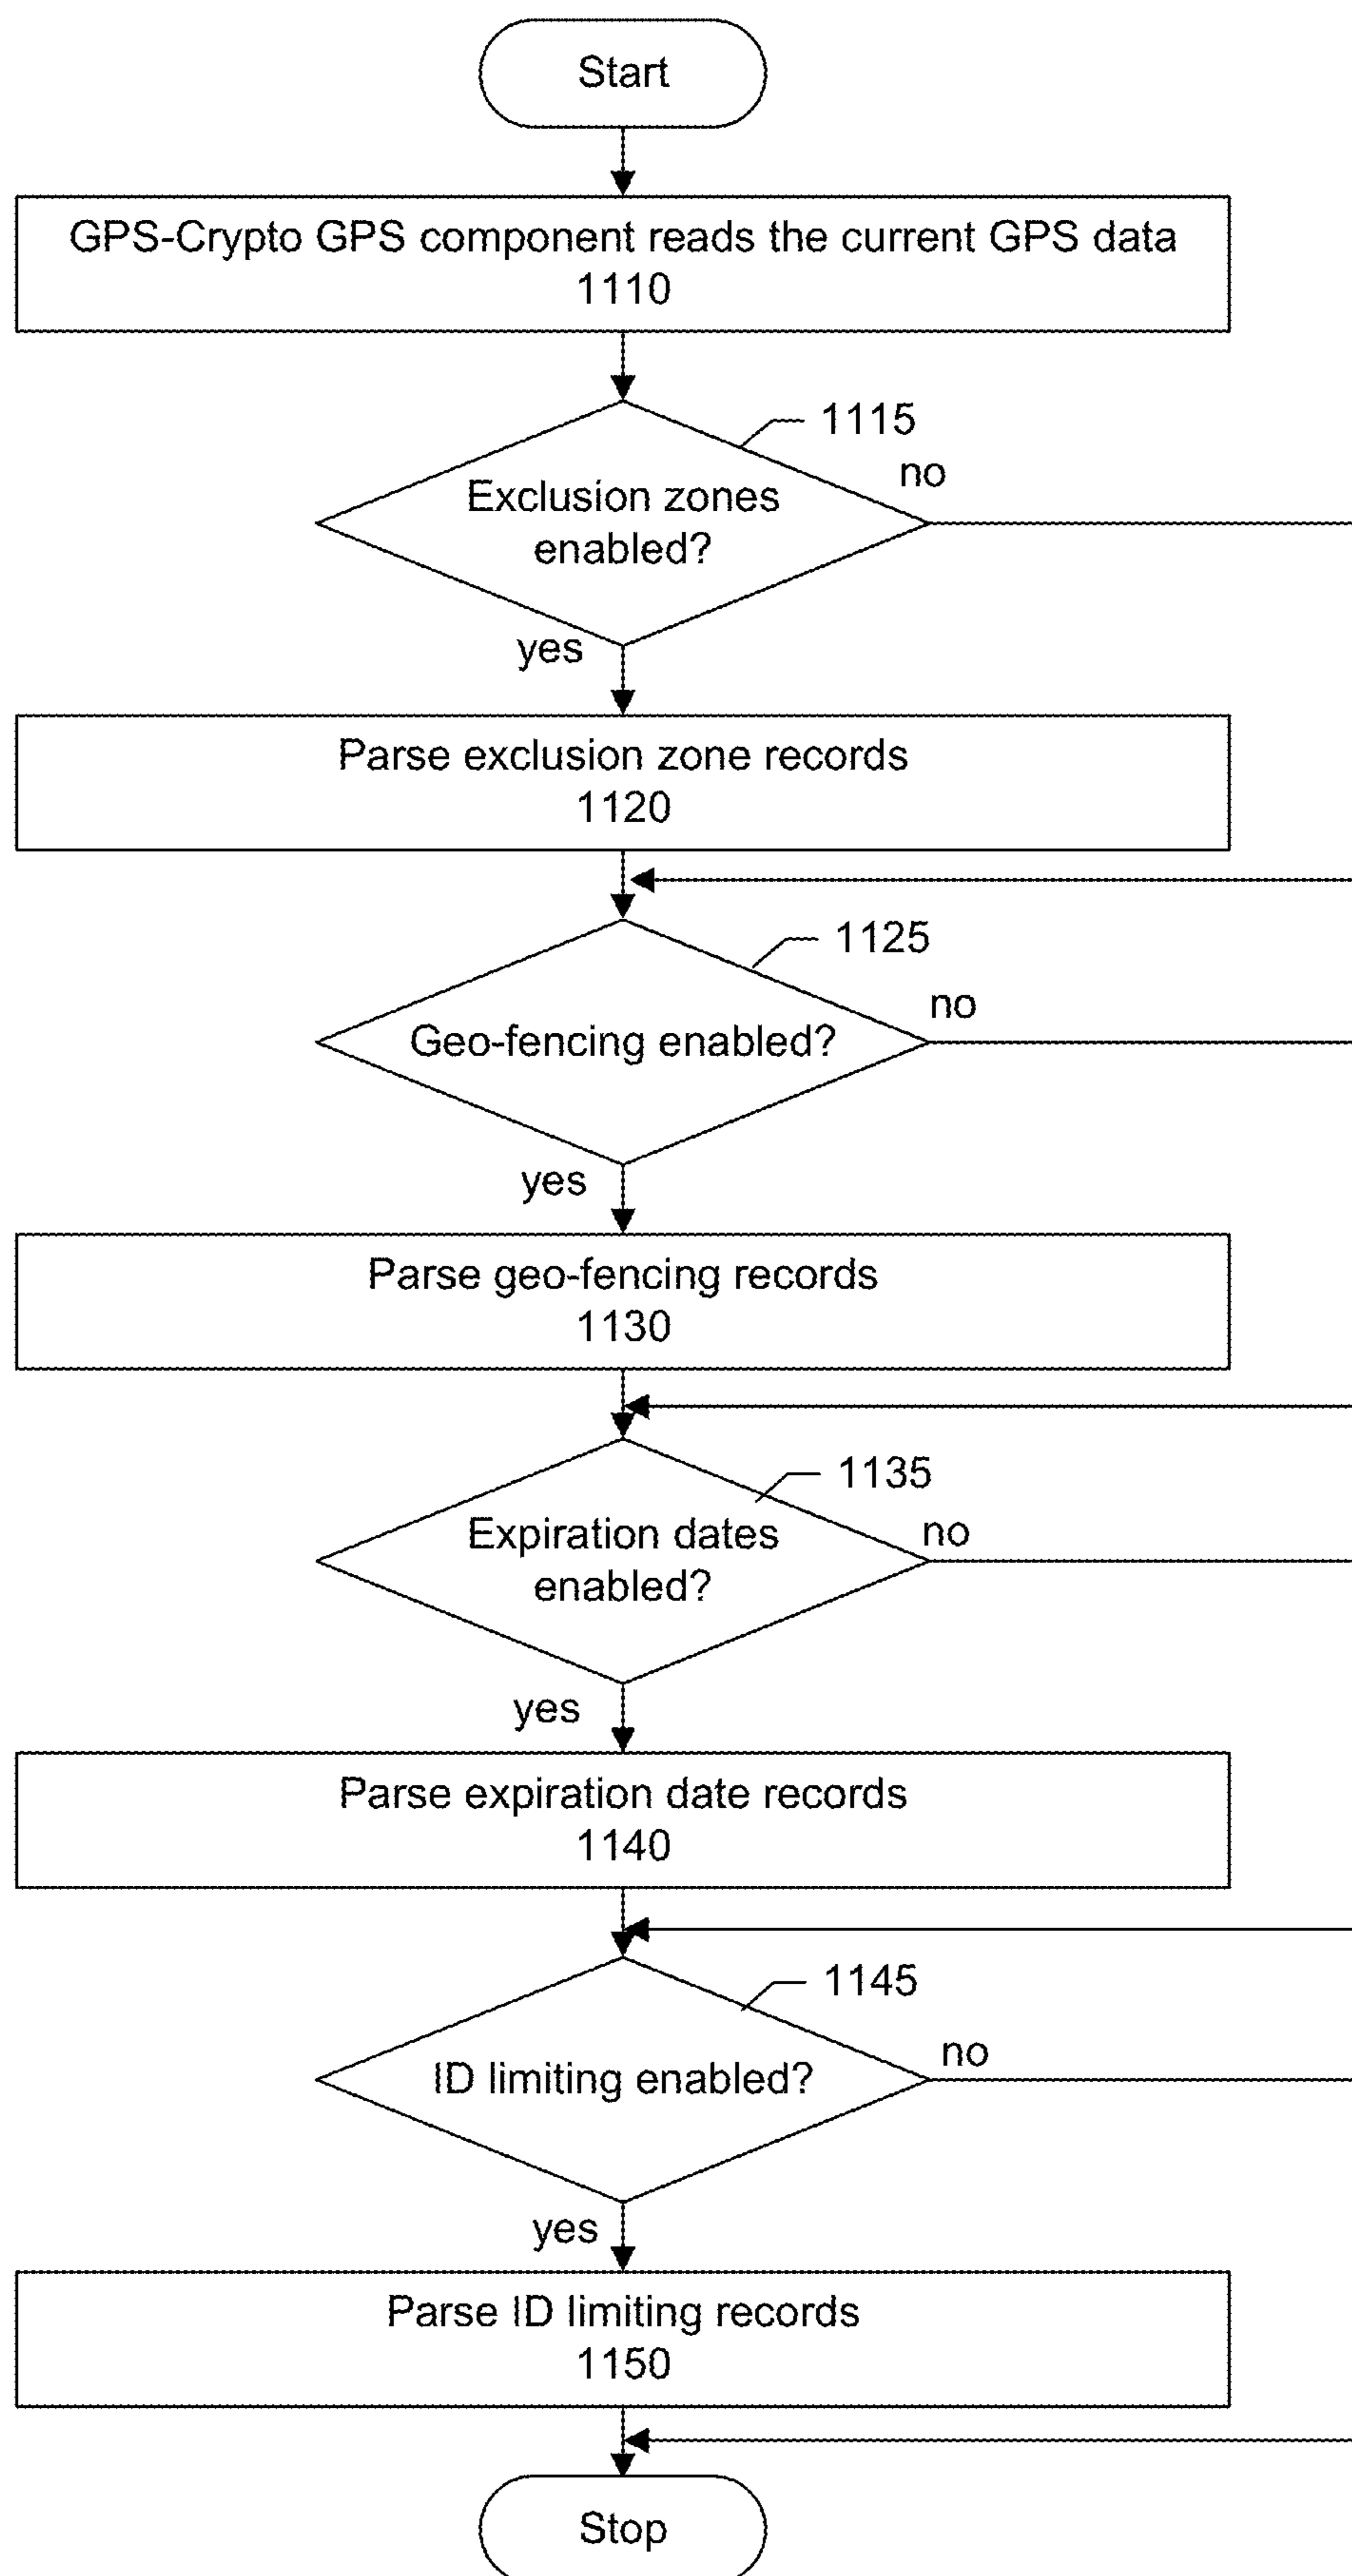 Start
GPS-Crypto GPS component reads the current GPS data
1110
1115
no
Exclusion zones
enabled?
yes
Parse exclusion zone records
1120
1125
no
Geo-fencing enabled?
yes
Parse geo-fencing records
1130
1135
no
Expiration dates
enabled?
yes
Parse expiration date records
1140
1145
no
ID limiting enabled?
yes
Parse ID limiting records
1150
Stop